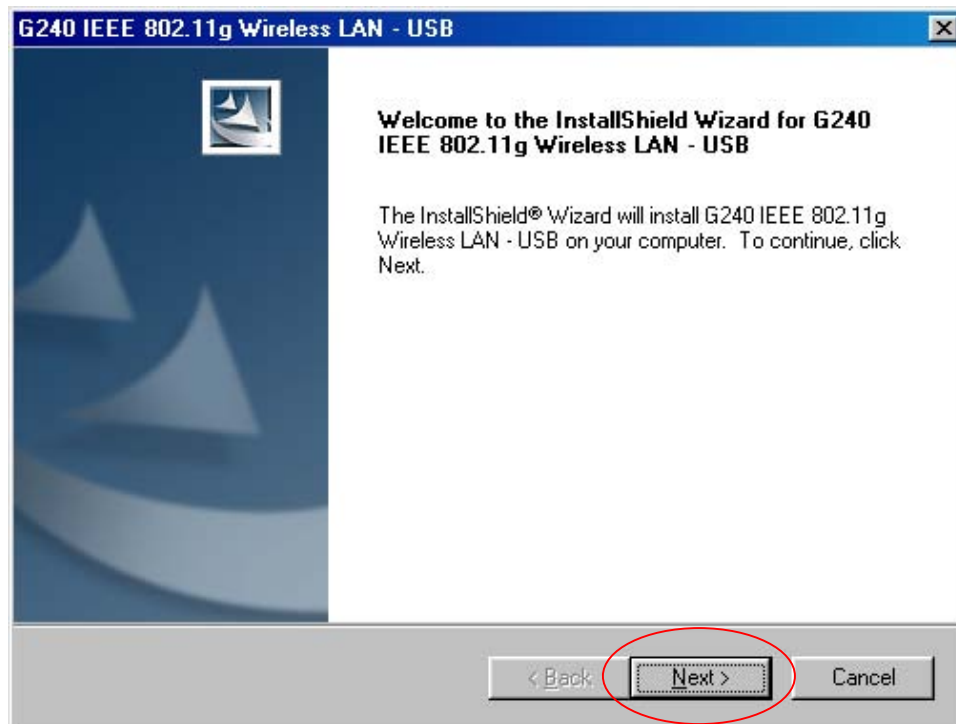 G240 IEEE 802.11g Wireless LAN - USB
Welcome to the InstallShield Wizard for G240
IEEE 802.11g Wireless LAN - USB
The InstallShield® Wizard will install G240 IEEE 802.11g
Wireless LAN - USB on your computer.  To continue, click
Next.
< Back
Next >
Cancel